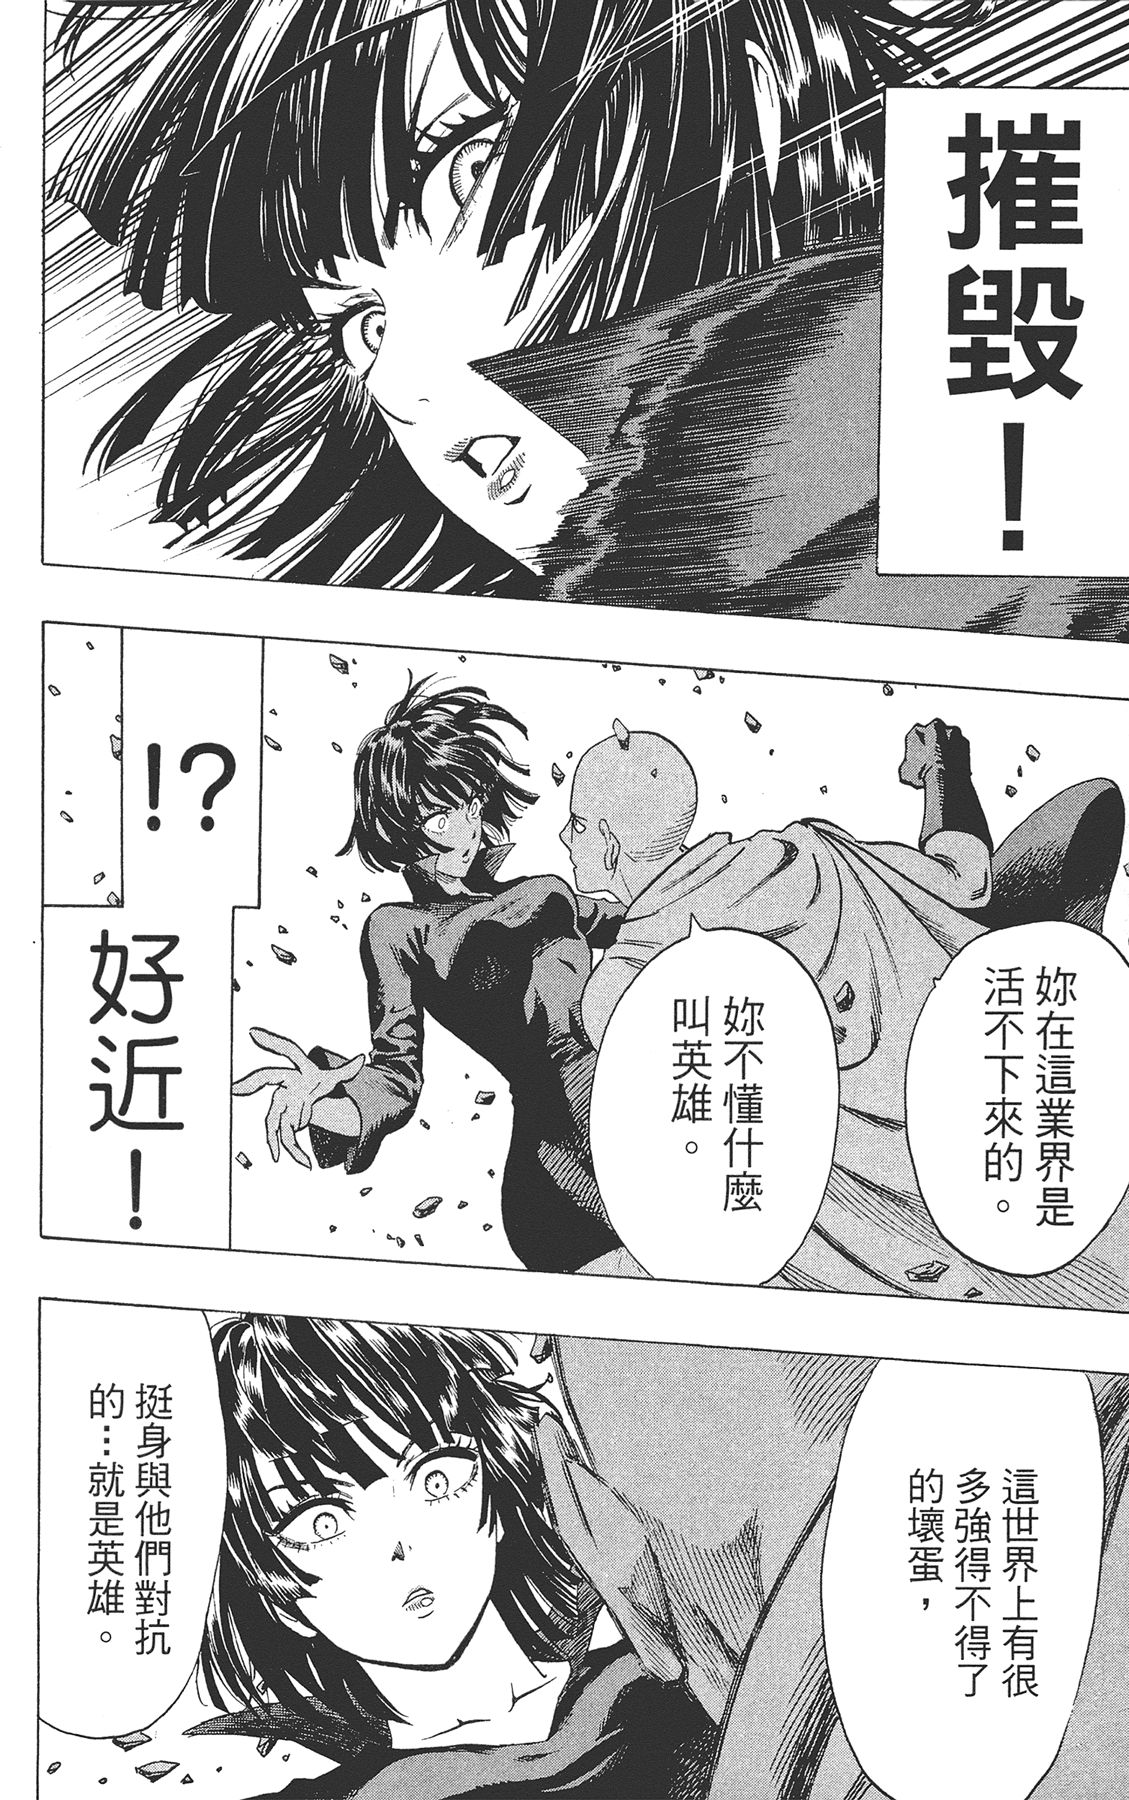 摧毀！
妳在這業界是
活不下來的。
妳不懂什麼
叫英雄。
!?
好近！
這世界上有很
多強得不得了
的壞蛋，
挺身與他們對抗
的…就是英雄。